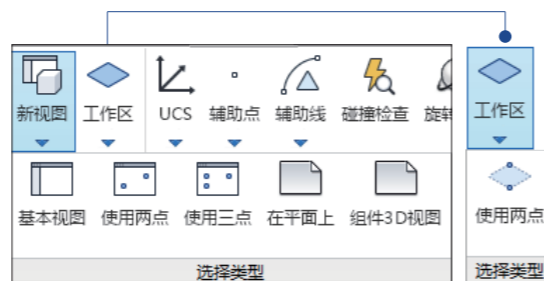 新视图 工作区 UCS 辅助点 辅助线 碰撞检查 旋转
基本视图 使用两点 使用三点 在平面上 组件3D视图
选择类型
工作区
使用两点
选择类型